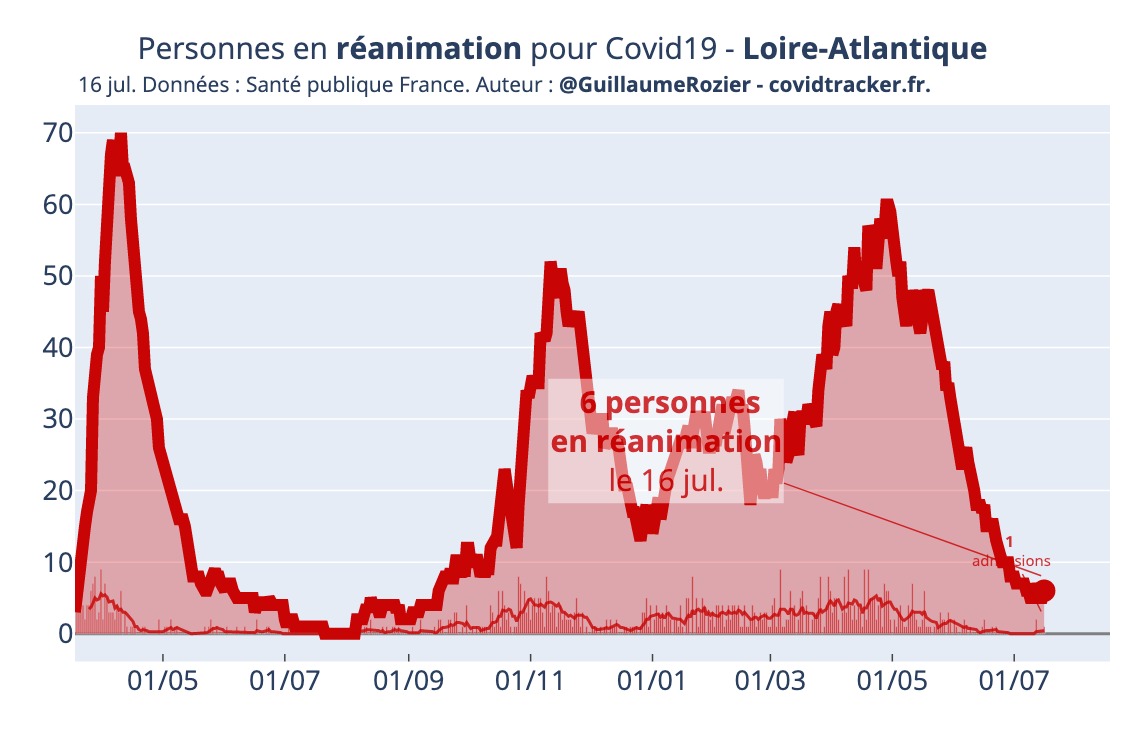 Personnes en réanimation pour Covid19 - Loire-Atlantique
16 jul. Données : Santé publique France. Auteur : @GuillaumeRozier - covidtracker.fr.
70
60
50
40
30
20
10
0
6 personnes
en réanimation
le 16 jul.
1
admissions
01/05
01/07
01/09
01/11
01/01
01/03
01/05
01/07